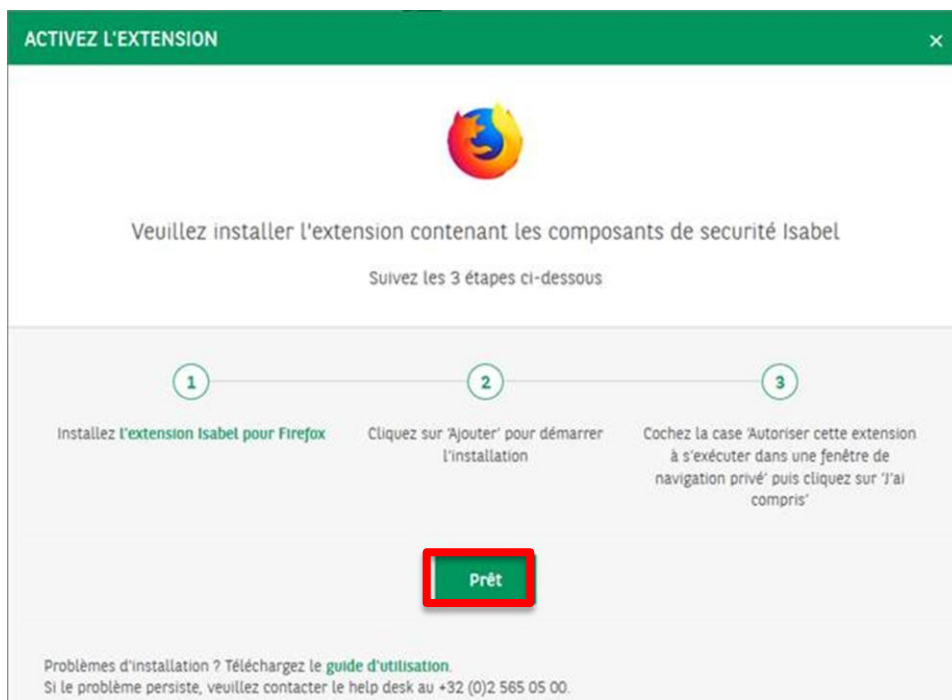 ACTIVEZ L'EXTENSION
Veuillez installer l'extension contenant les composants de securité Isabel
Suivez les 3 étapes ci-dessous
1
2
3
Installez l'extension Isabel pour Firefox
Cliquez sur 'Ajouter' pour démarrer
l'installation
Cochez la case 'Autoriser cette extension
à s'exécuter dans une fenêtre de
navigation privé' puis cliquez sur 'J'ai
compris'
Prêt
Problèmes d'installation ? Téléchargez le guide d'utilisation.
Si le problème persiste, veuillez contacter le help desk au +32 (0)2 565 05 00.